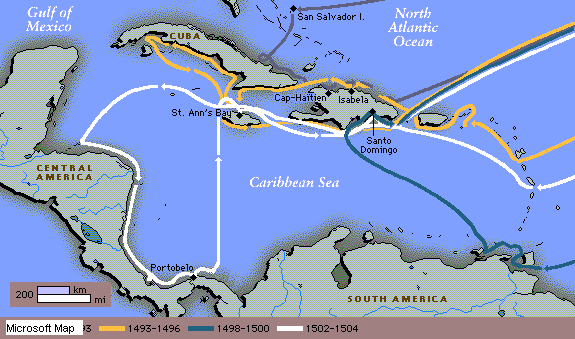 Gulf of
Mexico
San Salvador I.
North
Atlantic
Ocean
CUBA
Cap-Haïtien
Isabela
St. Ann's Bay
Santo
Domingo
CENTRAL
AMERICA
Caribbean Sea
Portobelo
200
km
mi
SOUTH AMERICA
Microsoft Map 93 1493-1496 1498-1500 1502-1504